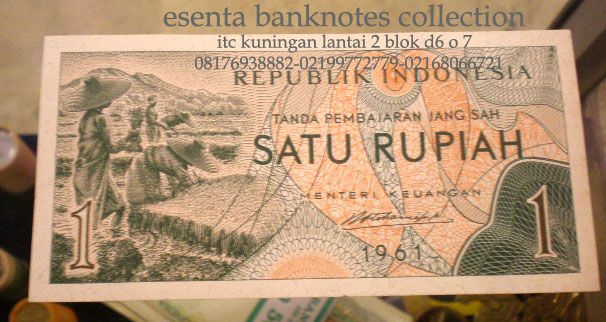 esenta banknotes collection
itc kuningan lantai 2 blok d6 o 7
08176938882-02199772779-02168066721
REPUBLIK INDONESIA
TANDA PEMBAJARAN JANG SAH
SATU RUPIAH
MENTERI KEUANGAN
1961
1
1